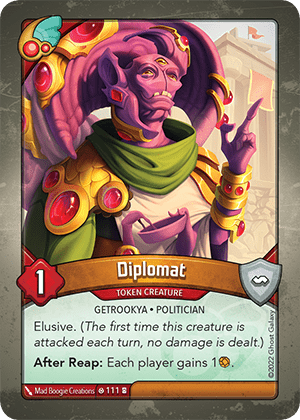 Diplomat
1
TOKEN CREATURE
GETROOKYA • POLITICIAN
Elusive. (The first time this creature is
attacked each turn, no damage is dealt.)
After Reap: Each player gains 1.
Mad Boogie Creations 111
©2022 Ghost Galaxy